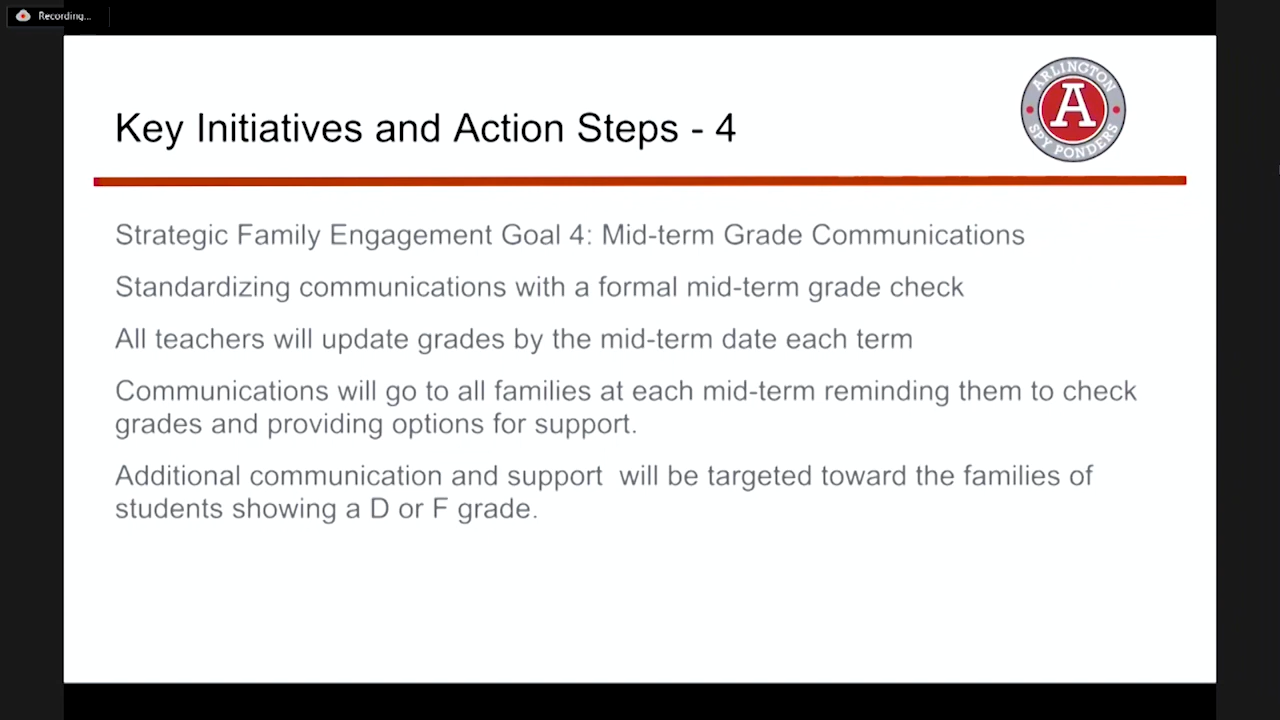 Recording...
ARLINGTON
A
SPY PONDERS
Key Initiatives and Action Steps - 4
Strategic Family Engagement Goal 4: Mid-term Grade Communications
Standardizing communications with a formal mid-term grade check
All teachers will update grades by the mid-term date each term
Communications will go to all families at each mid-term reminding them to check
grades and providing options for support.
Additional communication and support  will be targeted toward the families of
students showing a D or F grade.